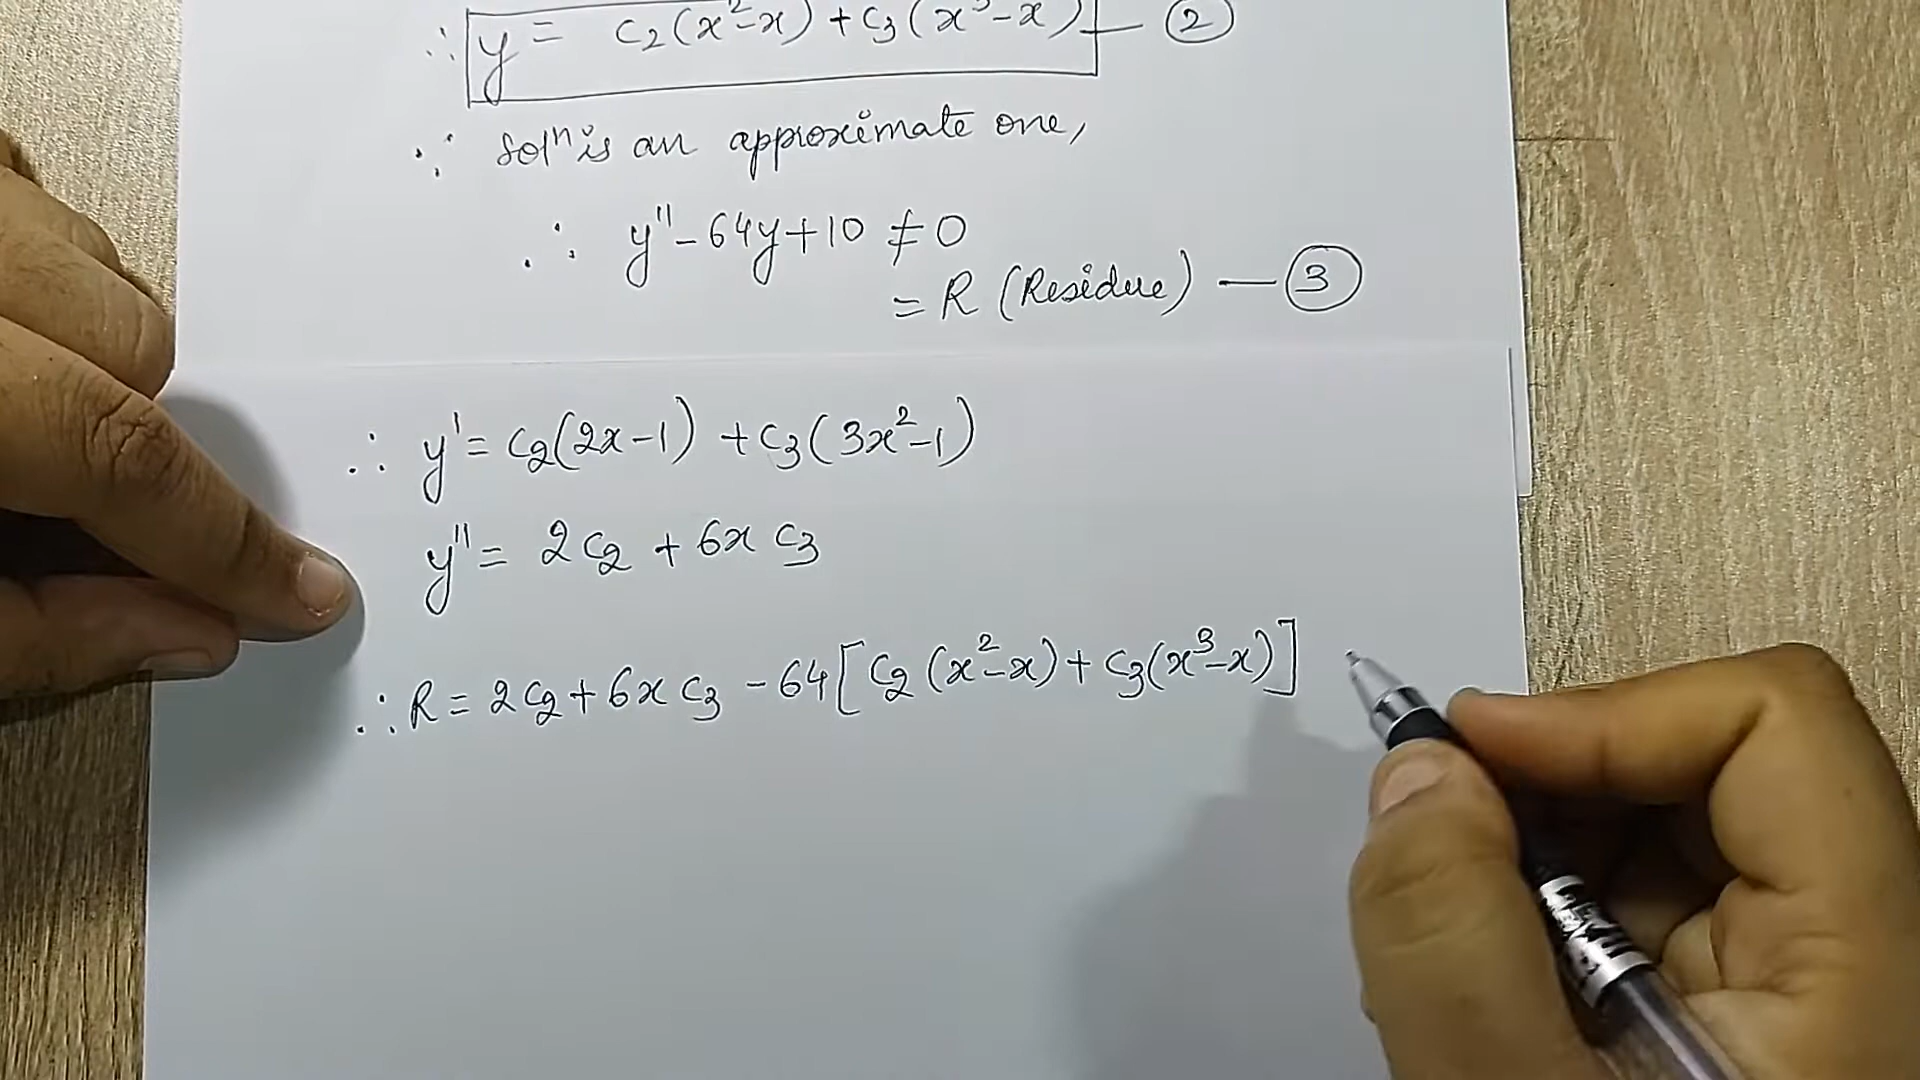 ∴ y = c₂(x²-x) + c₃(x³-x) — ②
∵ solⁿ is an approximate one,
∴ y'' - 64y + 10 ≠ 0
= R (Residue) — ③
∴ y' = c₂(2x-1) + c₃(3x²-1)
y'' = 2c₂ + 6x c₃
∴ R = 2c₂ + 6x c₃ - 64[c₂(x²-x) + c₃(x³-x)]